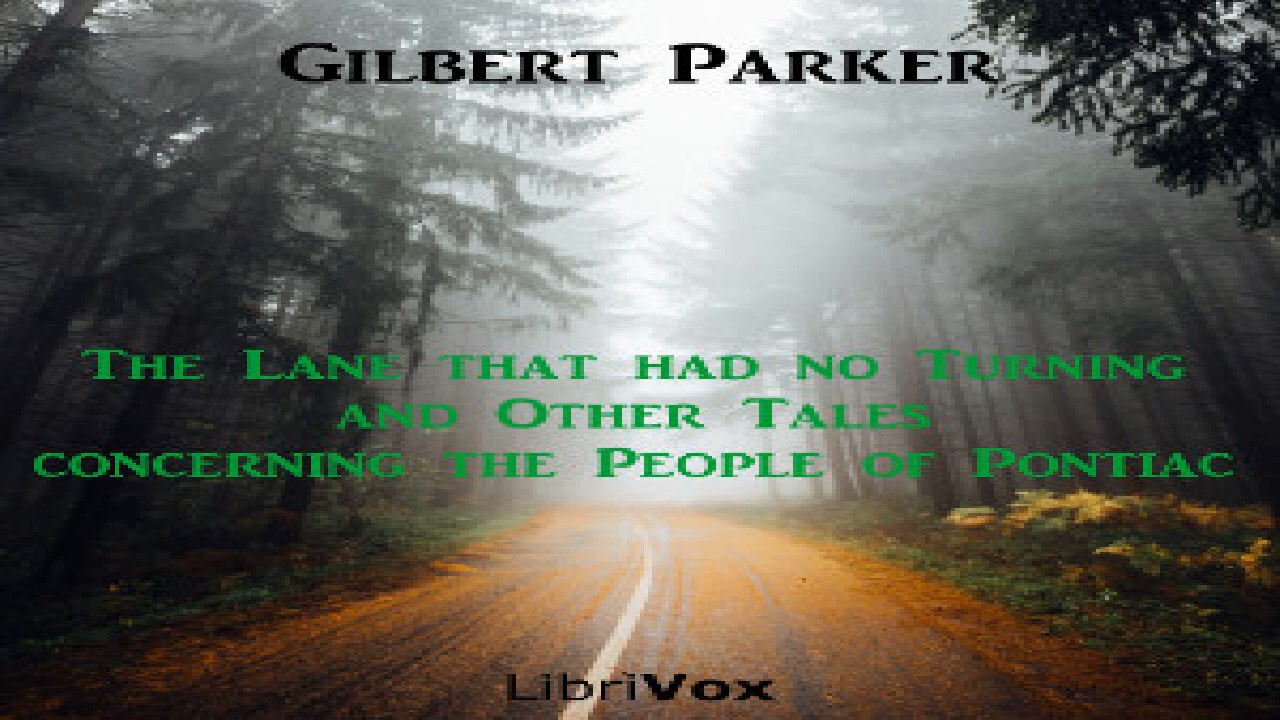 Gilbert Parker
The Lane that had no Turning
and Other Tales
concerning the People of Pontiac
LibriVox